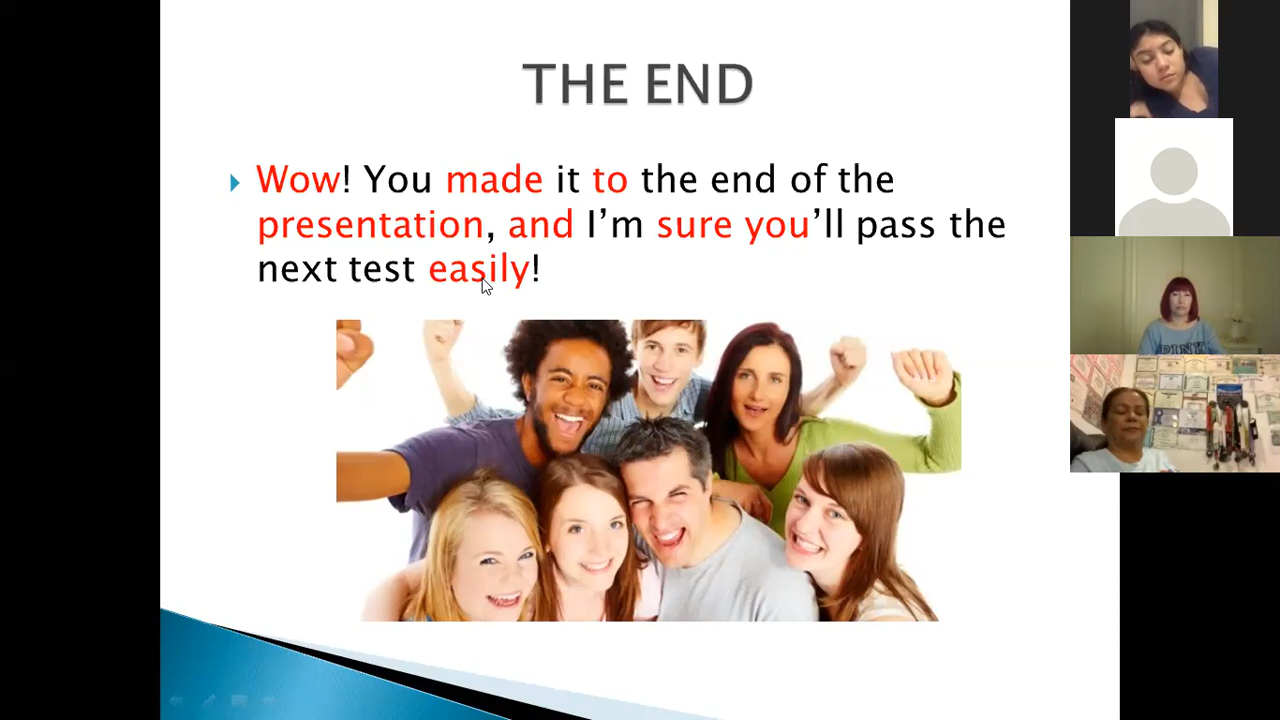 THE END
Wow! You made it to the end of the
presentation, and I’m sure you’ll pass the
next test easily!
PINK